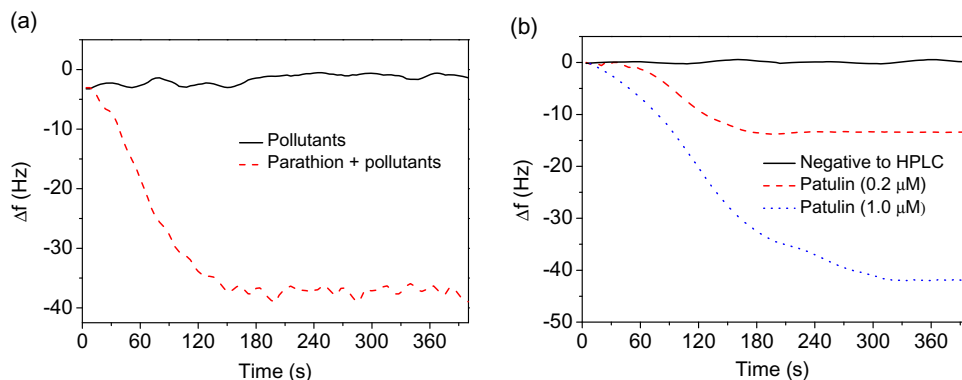 (a)
0
-10
-20
-30
-40
Δf (Hz)
Pollutants
Parathion + pollutants
0 60 120 180 240 300 360
Time (s)
(b)
0
-10
-20
-30
-40
-50
Δf (Hz)
Negative to HPLC
Patulin (0.2 μM)
Patulin (1.0 μM)
0 60 120 180 240 300 360
Time (s)